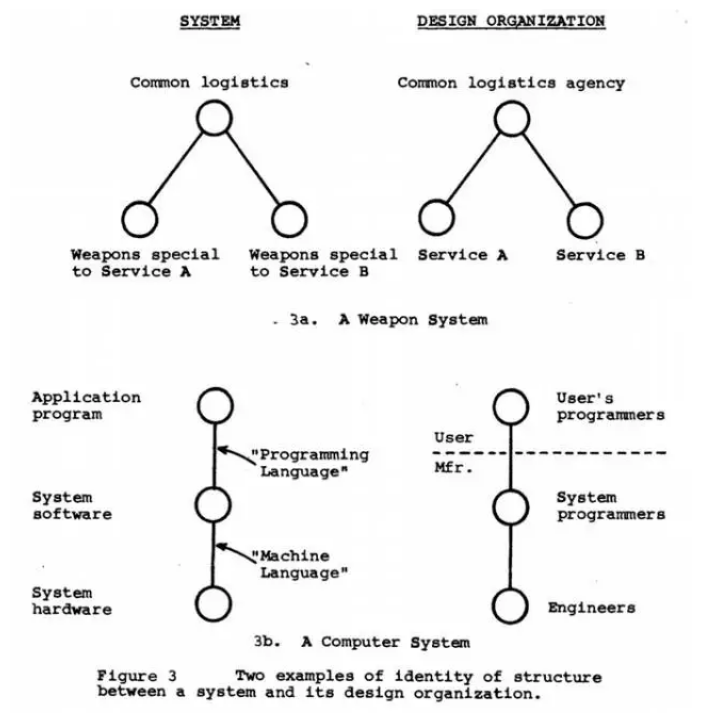 SYSTEM
DESIGN ORGANIZATION
Common logistics
Common logistics agency
Weapons special
to Service A
Weapons special
to Service B
Service A
Service B
3a. A Weapon System
Application
program
"Programming
Language"
System
software
"Machine
Language"
System
hardware
User's
programmers
User
Mfr.
System
programmers
Engineers
3b. A Computer System
Figure 3 Two examples of identity of structure
between a system and its design organization.